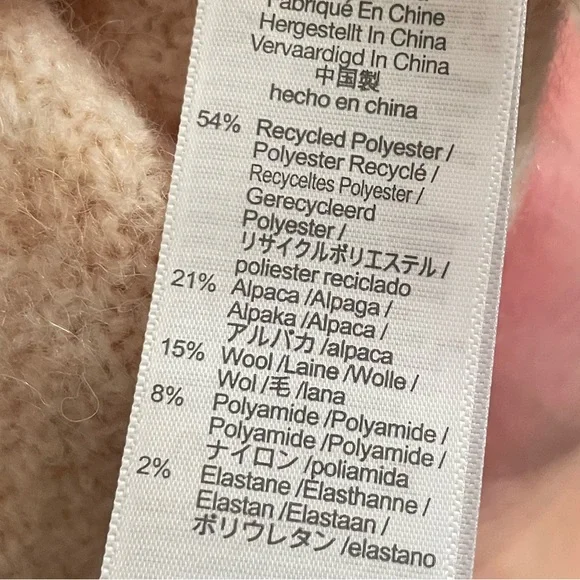 Fabriqué En Chine
Hergestellt In China
Vervaardigd In China
中国製
hecho en china
54% Recycled Polyester /
Polyester Recyclé /
Recyceltes Polyester /
Gerecycleerd
Polyester /
リサイクルポリエステル /
poliester reciclado
21% Alpaca /Alpaga /
Alpaka /Alpaca /
アルパカ /alpaca
15% Wool /Laine /Wolle /
Wol /毛 /lana
8% Polyamide /Polyamide /
Polyamide /Polyamide /
ナイロン /poliamida
2% Elastane /Élasthanne /
Elastan /Elastaan /
ポリウレタン /elastano